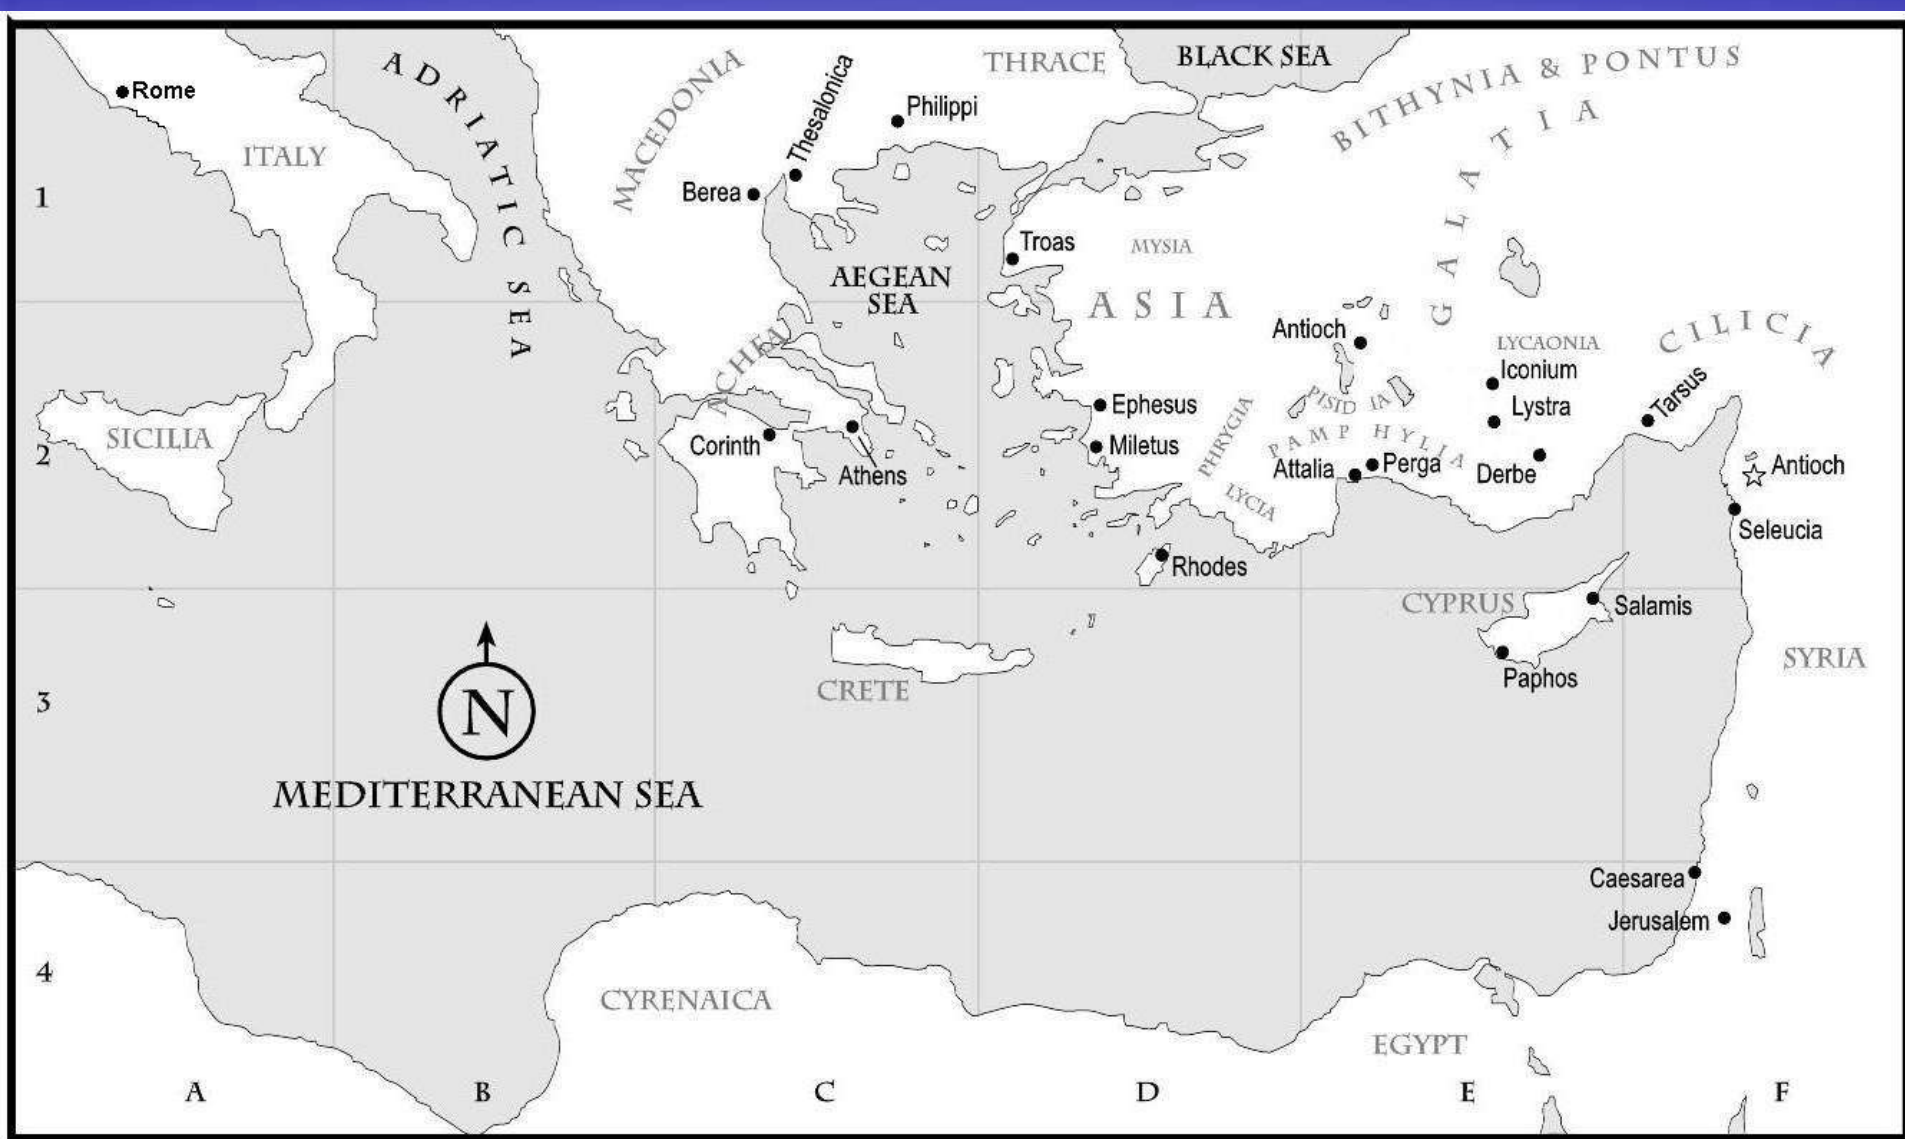 Rome
ITALY
ADRIATIC SEA
MACEDONIA
Thesalonica
Berea
Philippi
THRACE
BLACK SEA
BITHYNIA & PONTUS
GALATIA
1
Troas
MYSIA
AEGEAN
SEA
ASIA
ACHEA
Antioch
LYCAONIA
Iconium
Lystra
CILICIA
Tarsus
SICILIA
2
Corinth
Athens
Ephesus
Miletus
PHRYGIA
PISIDIA
PAMPHYLIA
Attalia
Perga
Derbe
Antioch
Seleucia
LYCIA
Rhodes
CYPRUS
Salamis
Paphos
SYRIA
CRETE
3
N
MEDITERRANEAN SEA
Caesarea
Jerusalem
4
CYRENAICA
EGYPT
A
B
C
D
E
F